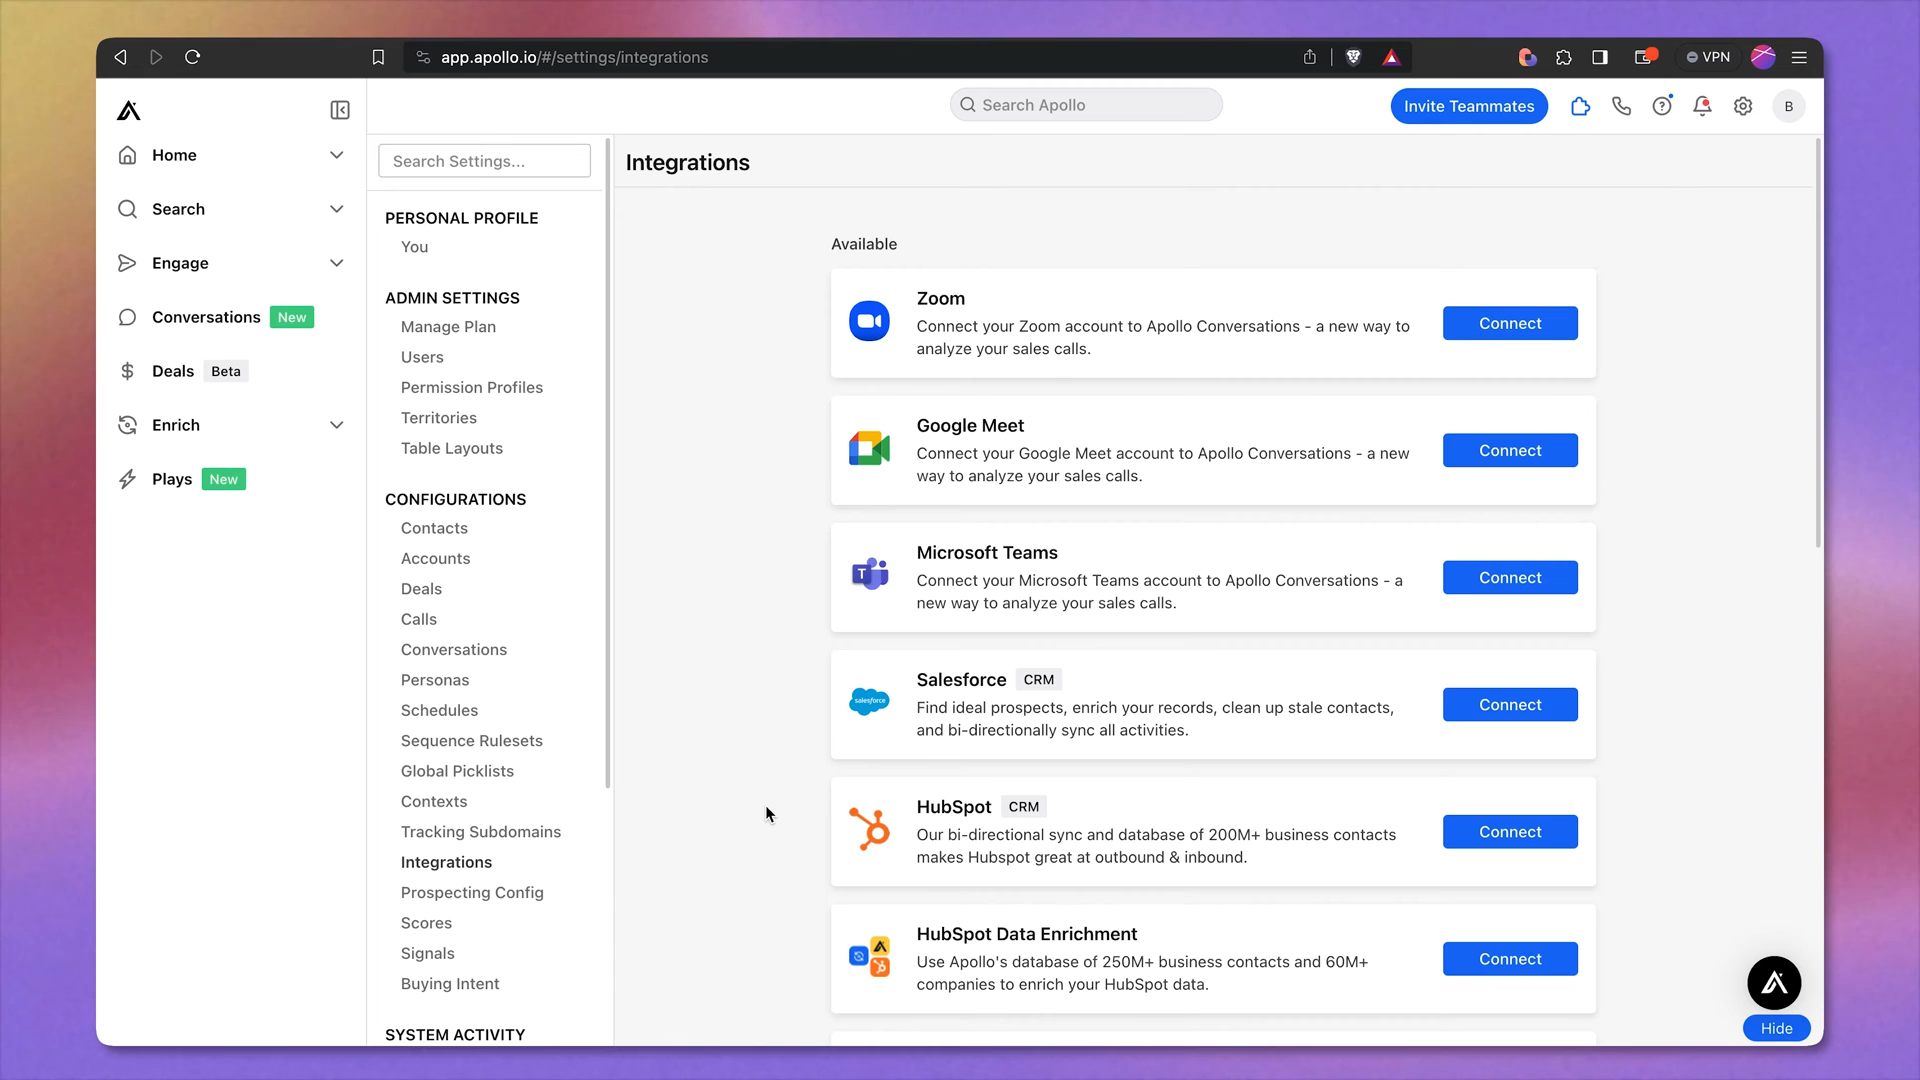 app.apollo.io/#/settings/integrations
VPN
Search Apollo
Invite Teammates
B
Home
Search
Engage
Conversations New
Deals Beta
Enrich
Plays New
Search Settings...
PERSONAL PROFILE
You
ADMIN SETTINGS
Manage Plan
Users
Permission Profiles
Territories
Table Layouts
CONFIGURATIONS
Contacts
Accounts
Deals
Calls
Conversations
Personas
Schedules
Sequence Rulesets
Global Picklists
Contexts
Tracking Subdomains
Integrations
Prospecting Config
Scores
Signals
Buying Intent
SYSTEM ACTIVITY
Integrations
Available
Zoom
Connect your Zoom account to Apollo Conversations - a new way to
analyze your sales calls.
Connect
Google Meet
Connect your Google Meet account to Apollo Conversations - a new
way to analyze your sales calls.
Connect
T
Microsoft Teams
Connect your Microsoft Teams account to Apollo Conversations - a
new way to analyze your sales calls.
Connect
salesforce
Salesforce CRM
Find ideal prospects, enrich your records, clean up stale contacts,
and bi-directionally sync all activities.
Connect
HubSpot CRM
Our bi-directional sync and database of 200M+ business contacts
makes Hubspot great at outbound & inbound.
Connect
HubSpot Data Enrichment
Use Apollo's database of 250M+ business contacts and 60M+
companies to enrich your HubSpot data.
Connect
Hide